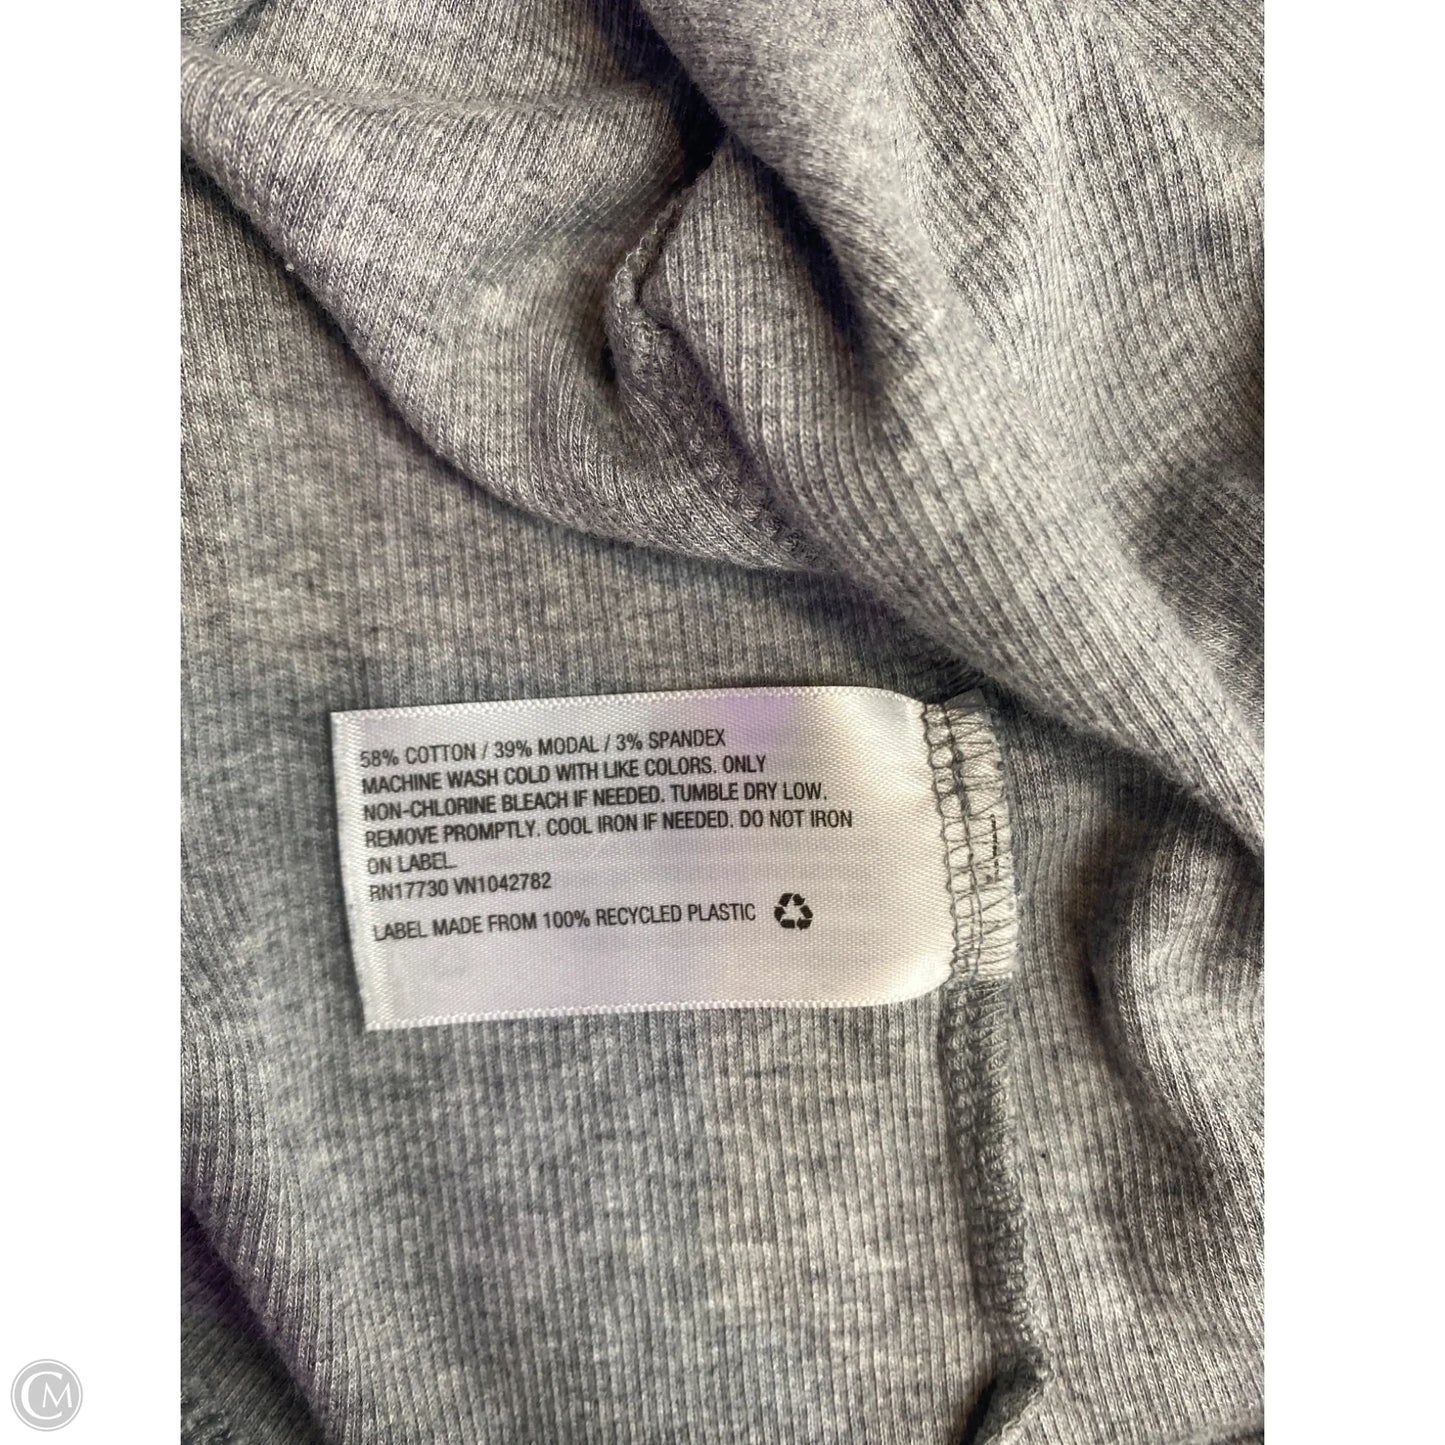 58% COTTON / 39% MODAL / 3% SPANDEX
MACHINE WASH COLD WITH LIKE COLORS. ONLY
NON-CHLORINE BLEACH IF NEEDED. TUMBLE DRY LOW.
REMOVE PROMPTLY. COOL IRON IF NEEDED. DO NOT IRON
ON LABEL.
RN17730 VN1042782
LABEL MADE FROM 100% RECYCLED PLASTIC
CM